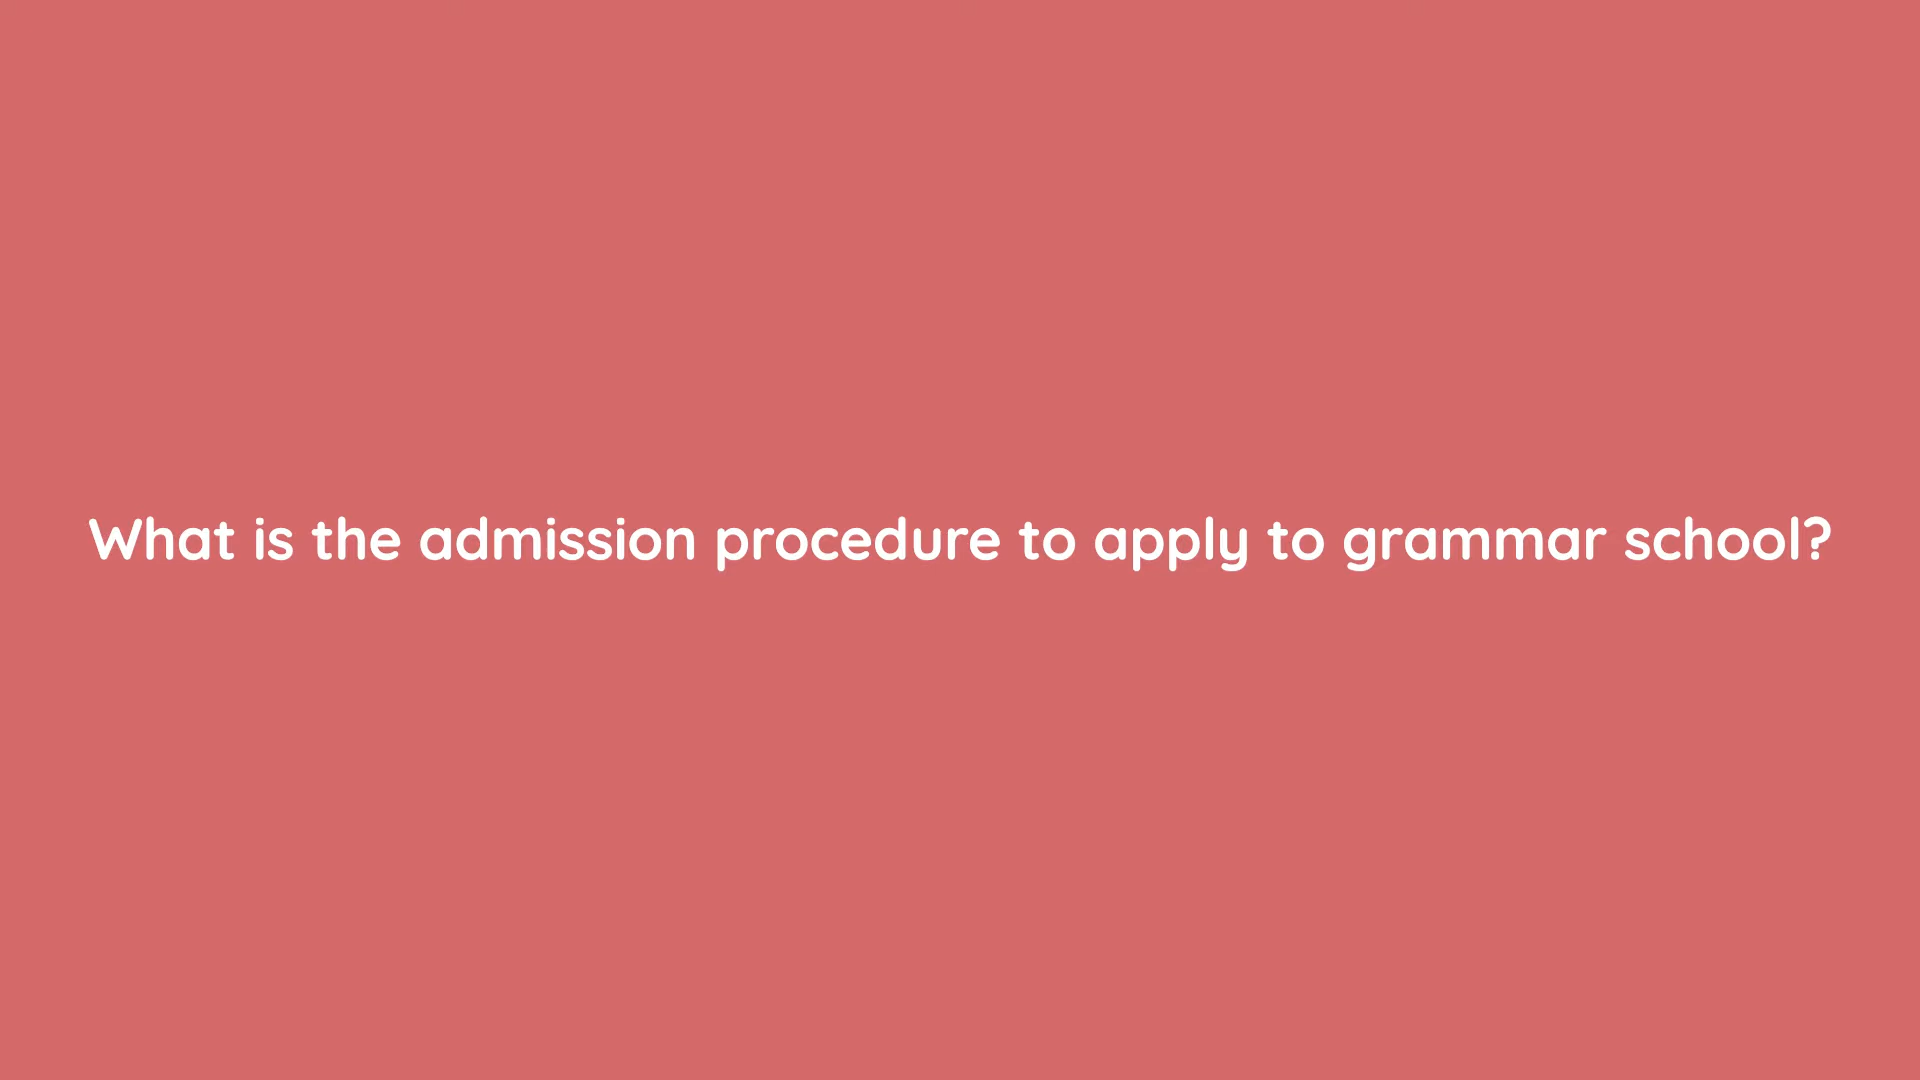 What is the admission procedure to apply to grammar school?